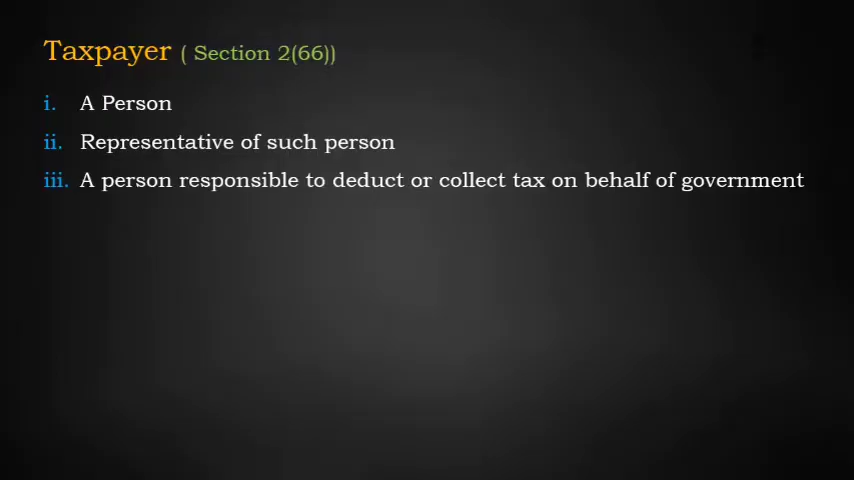 Taxpayer ( Section 2(66))
i. A Person
ii. Representative of such person
iii. A person responsible to deduct or collect tax on behalf of government